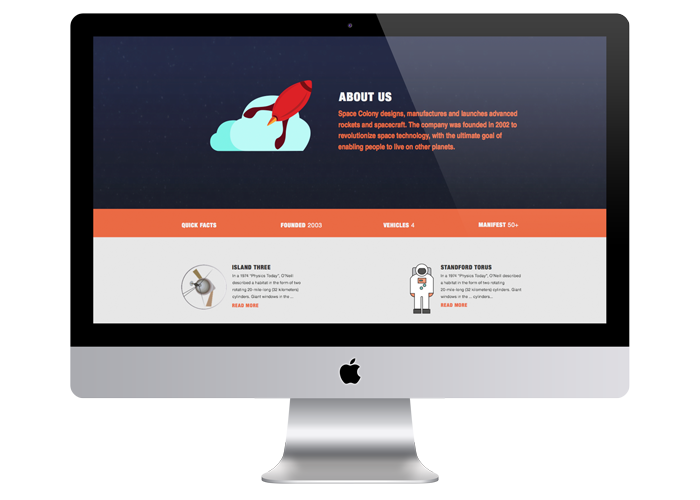 ABOUT US
Space Colony designs, manufactures and launches advanced
rockets and spacecraft. The company was founded in 2002 to
revolutionize space technology, with the ultimate goal of
enabling people to live on other planets.
QUICK FACTS FOUNDED 2003 VEHICLES 4 MANIFEST 50+
ISLAND THREE
In a 1974 "Physics Today", O'Neill
described a habitat in the form of two
rotating 20-mile-long (32 kilometers)
cylinders. Giant windows in the ...
READ MORE
STANDFORD TORUS
In a 1974 "Physics Today", O'Neill described
a habitat in the form of two rotating
20-mile-long (32 kilometers) cylinders. Giant
windows in the ... cylinders...
READ MORE